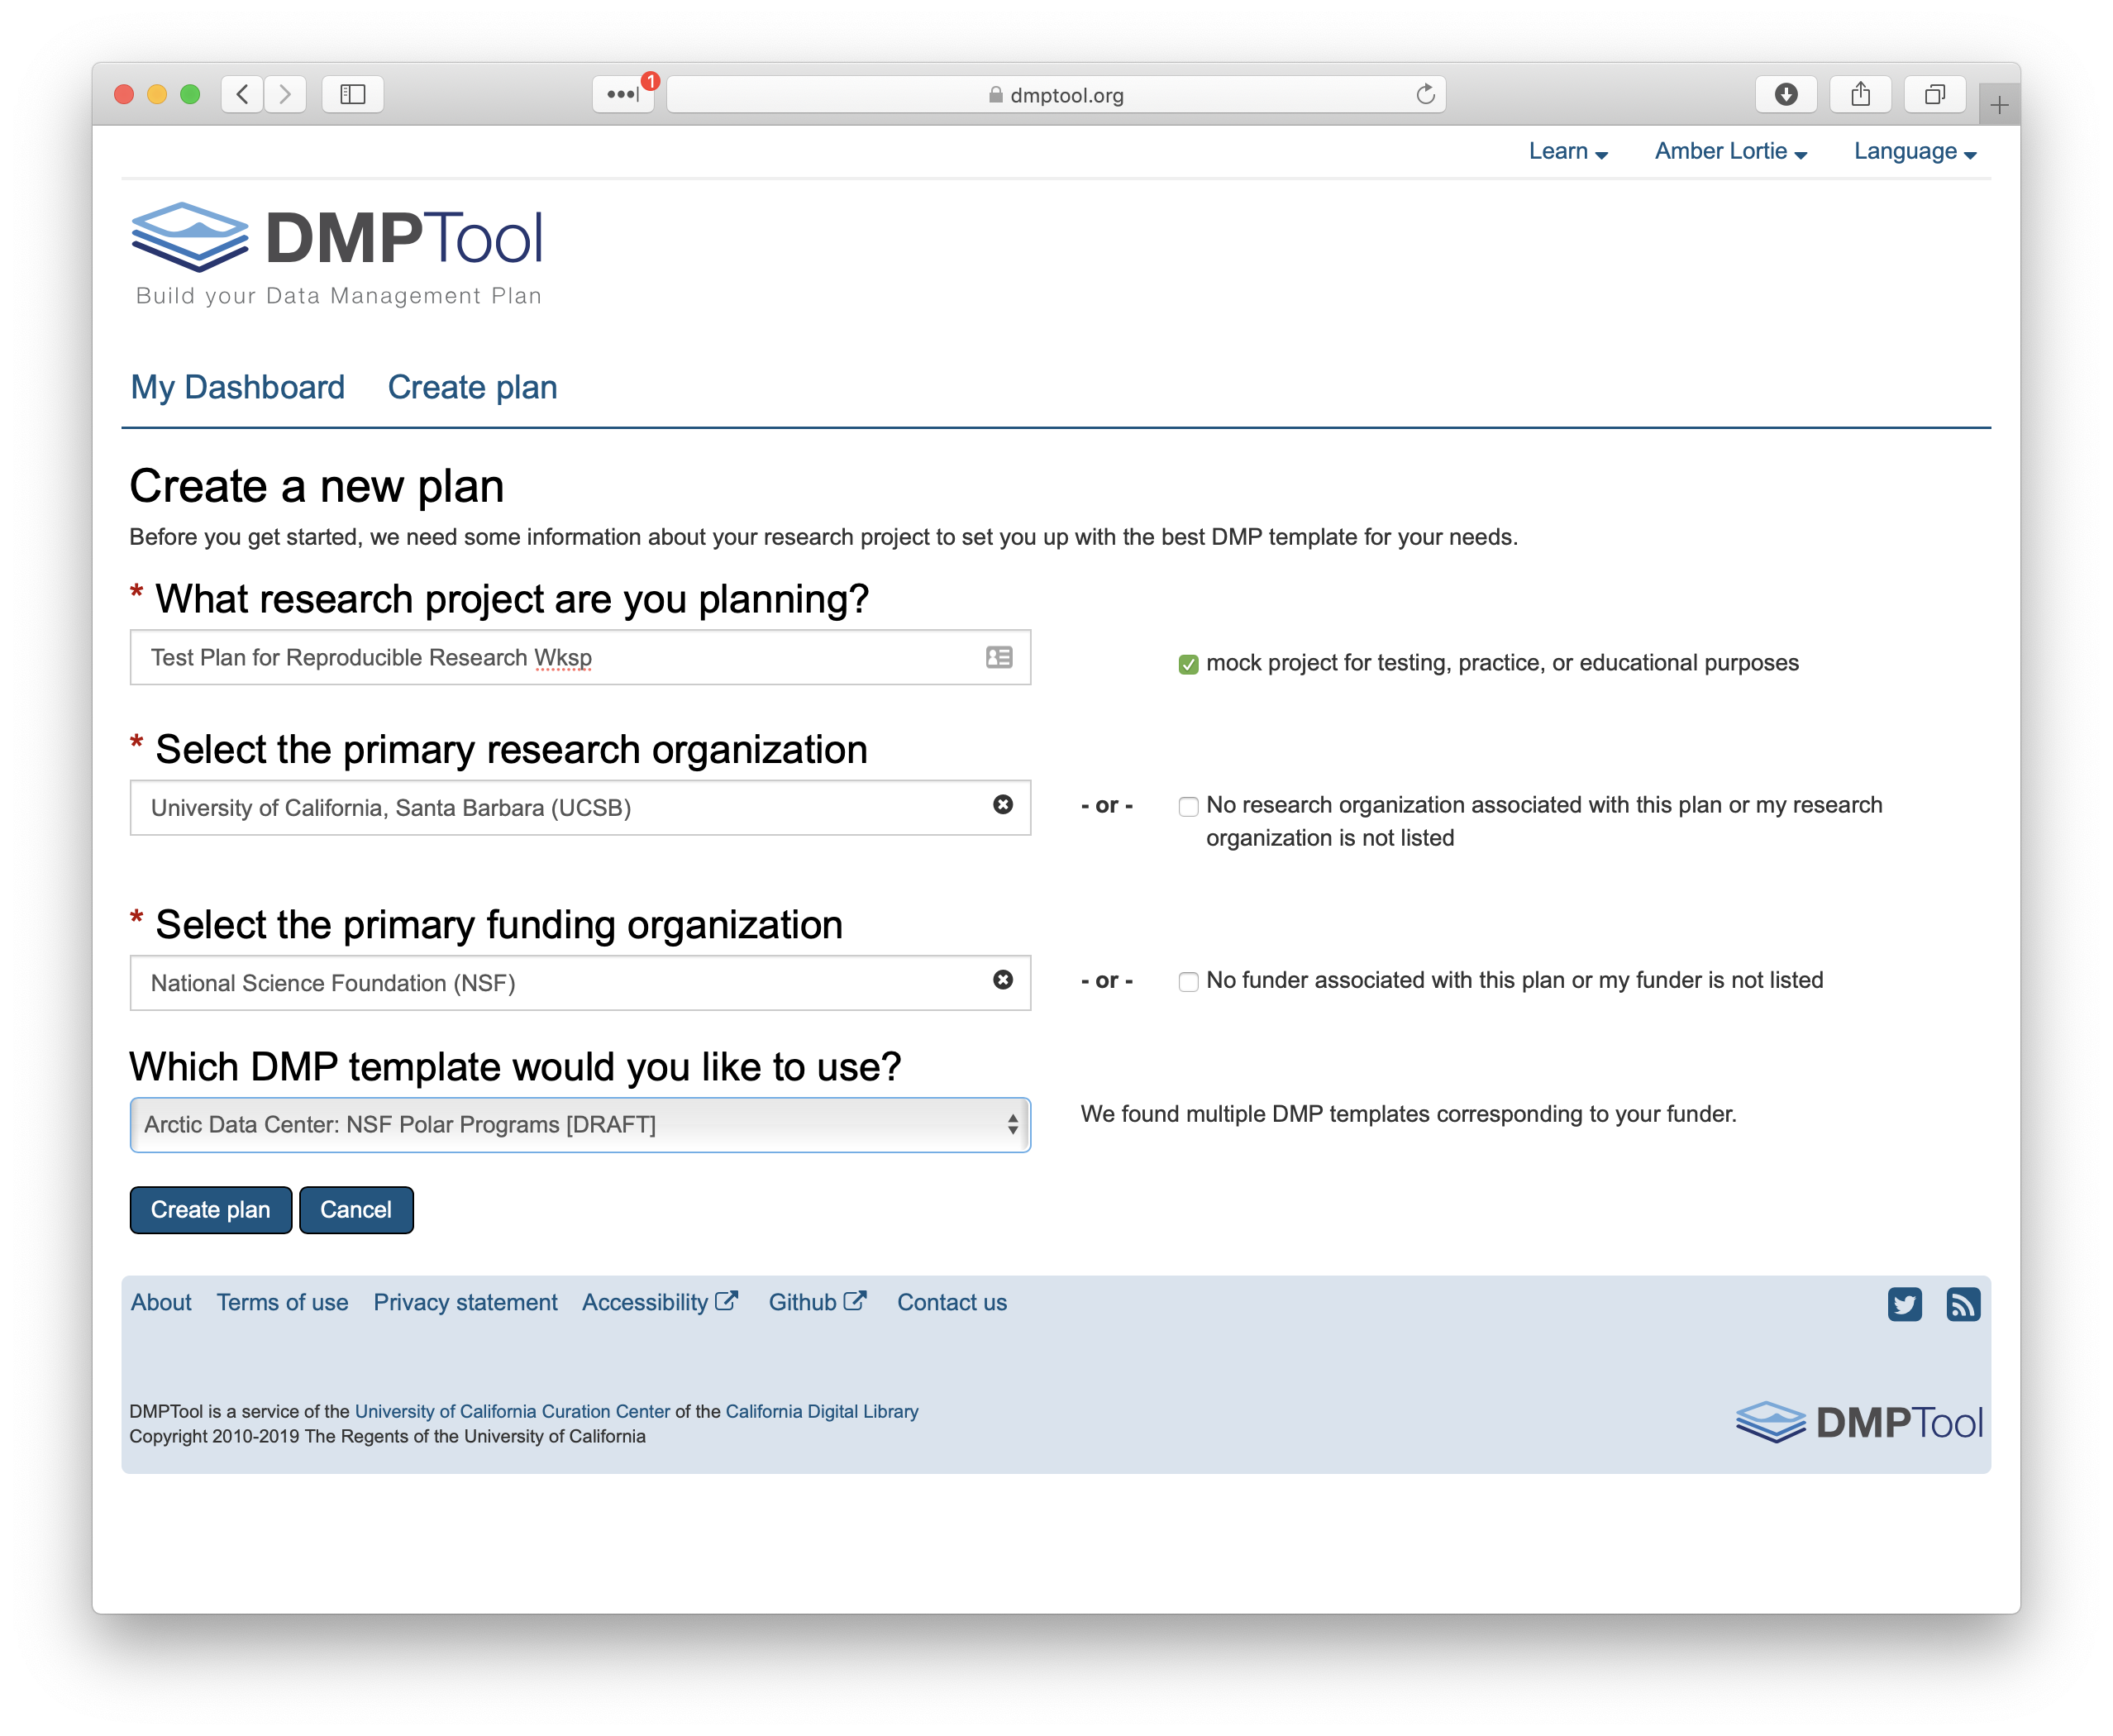 1
dmptool.org
Learn
Amber Lortie
Language
DMPTool
Build your Data Management Plan
My Dashboard
Create plan
Create a new plan
Before you get started, we need some information about your research project to set you up with the best DMP template for your needs.
* What research project are you planning?
Test Plan for Reproducible Research Wksp
mock project for testing, practice, or educational purposes
* Select the primary research organization
University of California, Santa Barbara (UCSB)
- or -
No research organization associated with this plan or my research
organization is not listed
* Select the primary funding organization
National Science Foundation (NSF)
- or -
No funder associated with this plan or my funder is not listed
Which DMP template would you like to use?
Arctic Data Center: NSF Polar Programs [DRAFT]
We found multiple DMP templates corresponding to your funder.
Create plan
Cancel
About
Terms of use
Privacy statement
Accessibility
Github
Contact us
DMPTool is a service of the University of California Curation Center of the California Digital Library
Copyright 2010-2019 The Regents of the University of California
DMPTool